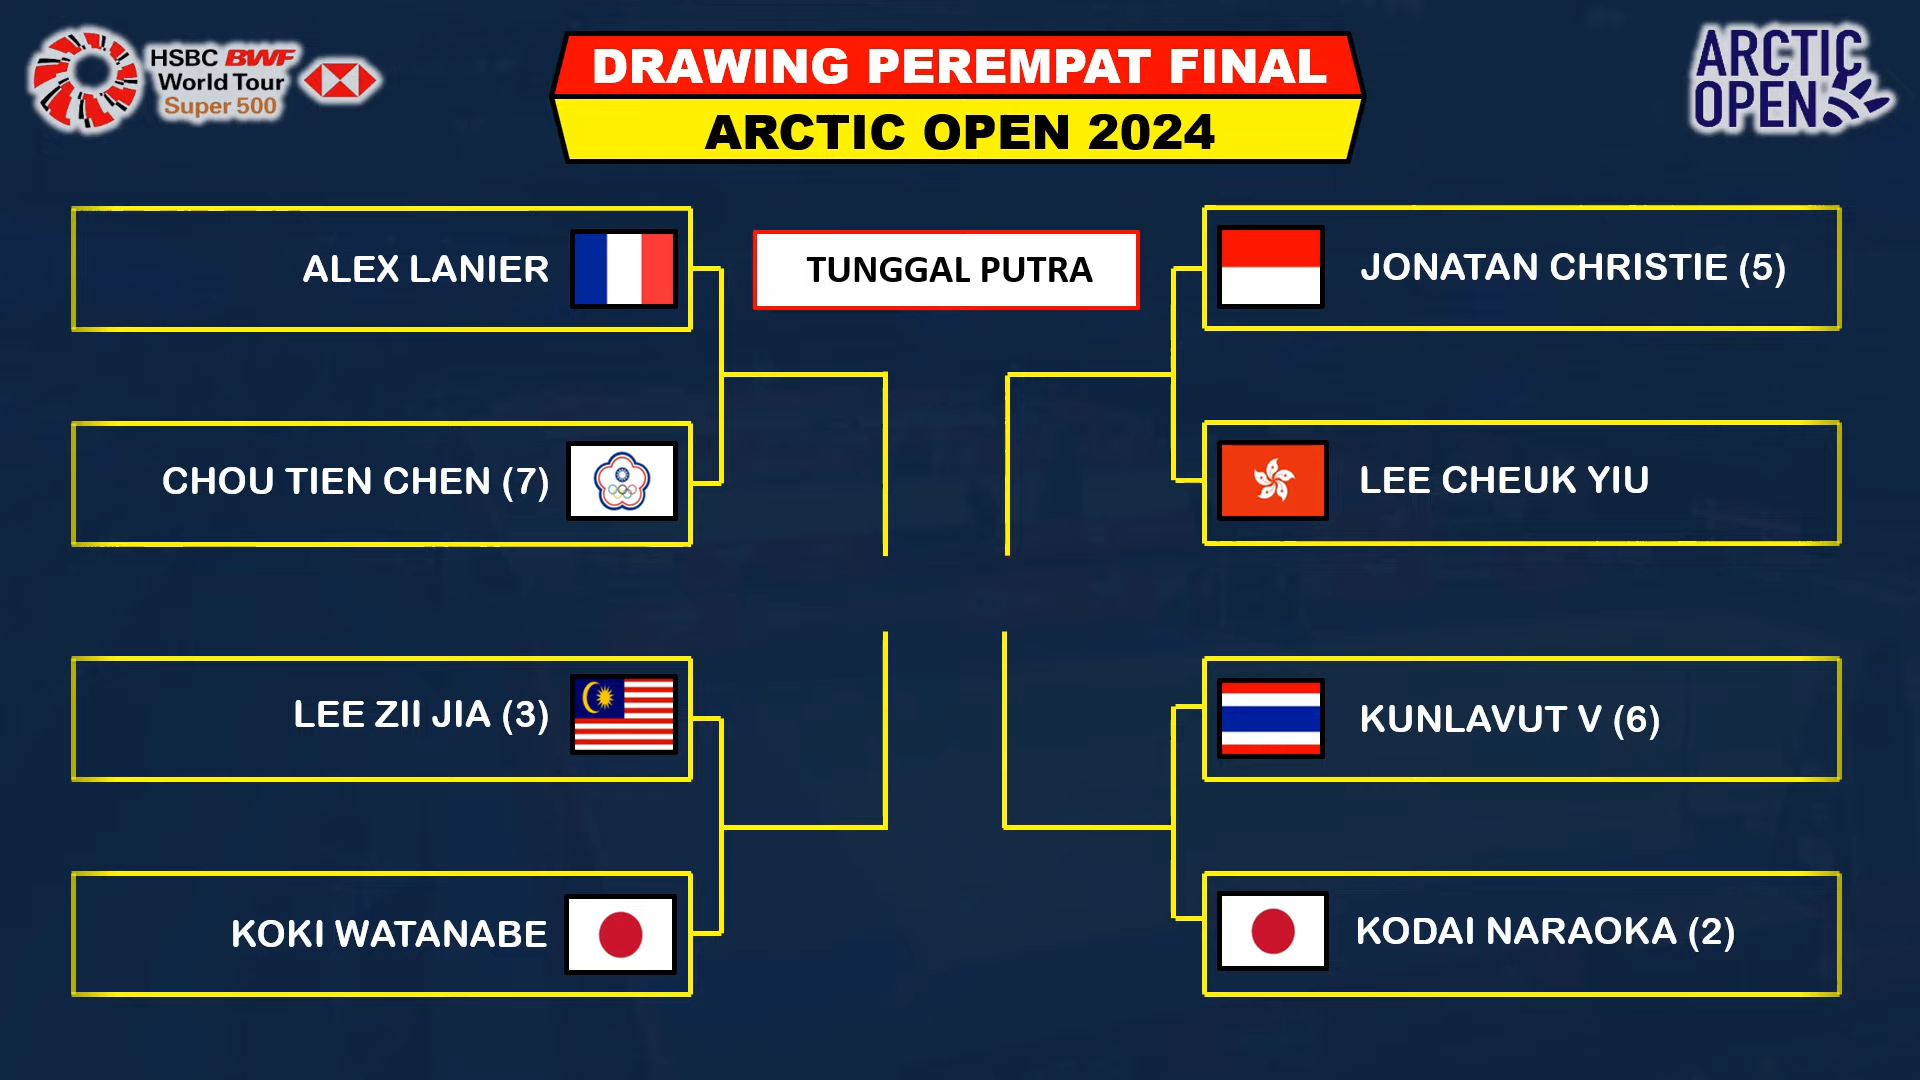 HSBC BWF
World Tour
Super 500
DRAWING PEREMPAT FINAL
ARCTIC OPEN 2024
ARCTIC
OPEN
TUNGGAL PUTRA
ALEX LANIER
CHOU TIEN CHEN (7)
LEE ZII JIA (3)
KOKI WATANABE
JONATAN CHRISTIE (5)
LEE CHEUK YIU
KUNLAVUT V (6)
KODAI NARAOKA (2)